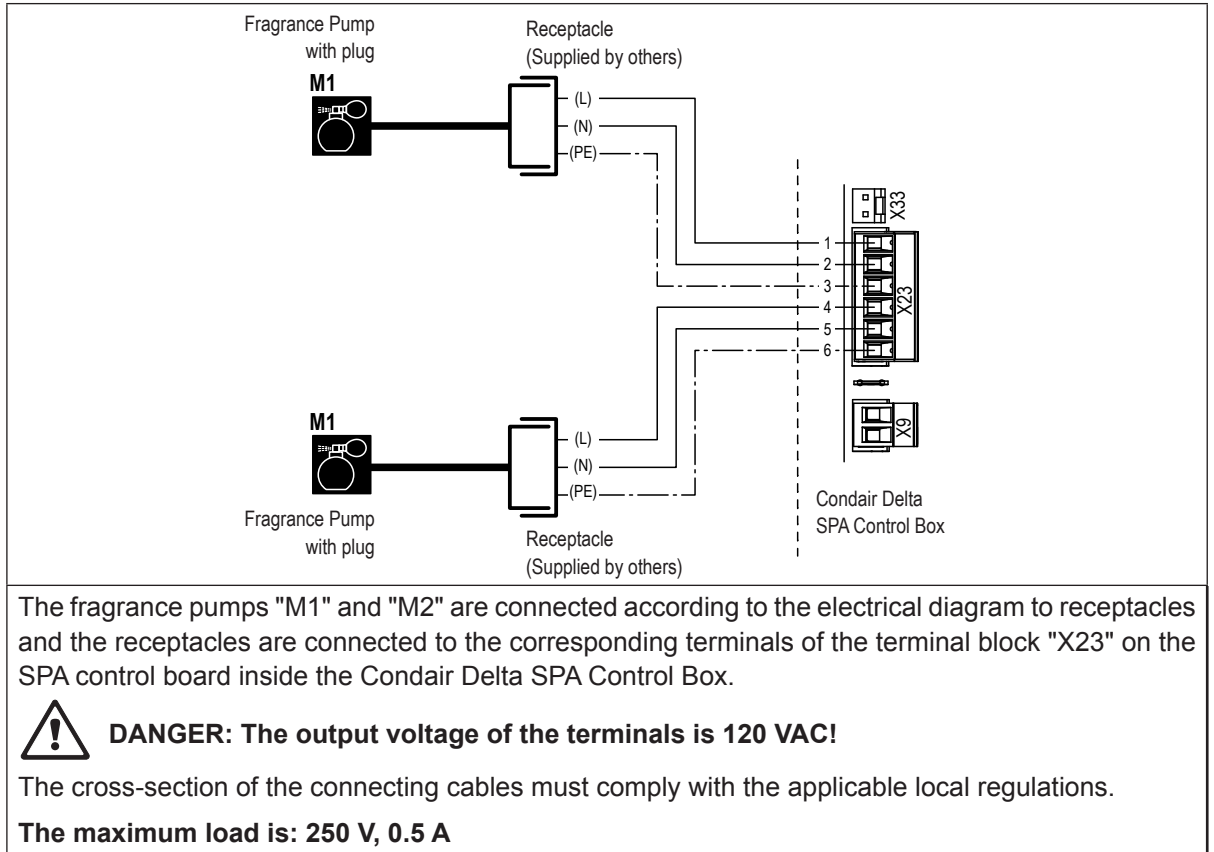 Fragrance Pump
with plug
M1
Receptacle
(Supplied by others)
(L)
(N)
(PE)
X33
1
2
3
4
5
6
X23
X9
M1
Fragrance Pump
with plug
(L)
(N)
(PE)
Receptacle
(Supplied by others)
Condair Delta
SPA Control Box
The fragrance pumps "M1" and "M2" are connected according to the electrical diagram to receptacles
and the receptacles are connected to the corresponding terminals of the terminal block "X23" on the
SPA control board inside the Condair Delta SPA Control Box.
DANGER: The output voltage of the terminals is 120 VAC!
The cross-section of the connecting cables must comply with the applicable local regulations.
The maximum load is: 250 V, 0.5 A